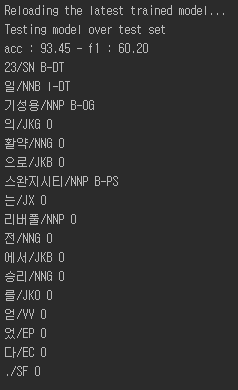 Reloading the latest trained model...
Testing model over test set
acc : 93.45 - f1 : 60.20
23/SN B-DT
일/NNB I-DT
기성용/NNP B-OG
의/JKG O
활약/NNG O
으로/JKB O
스완지시티/NNP B-PS
는/JX O
리버풀/NNP O
전/NNG O
에서/JKB O
승리/NNG O
를/JKO O
얻/VV O
었/EP O
다/EC O
./SF O